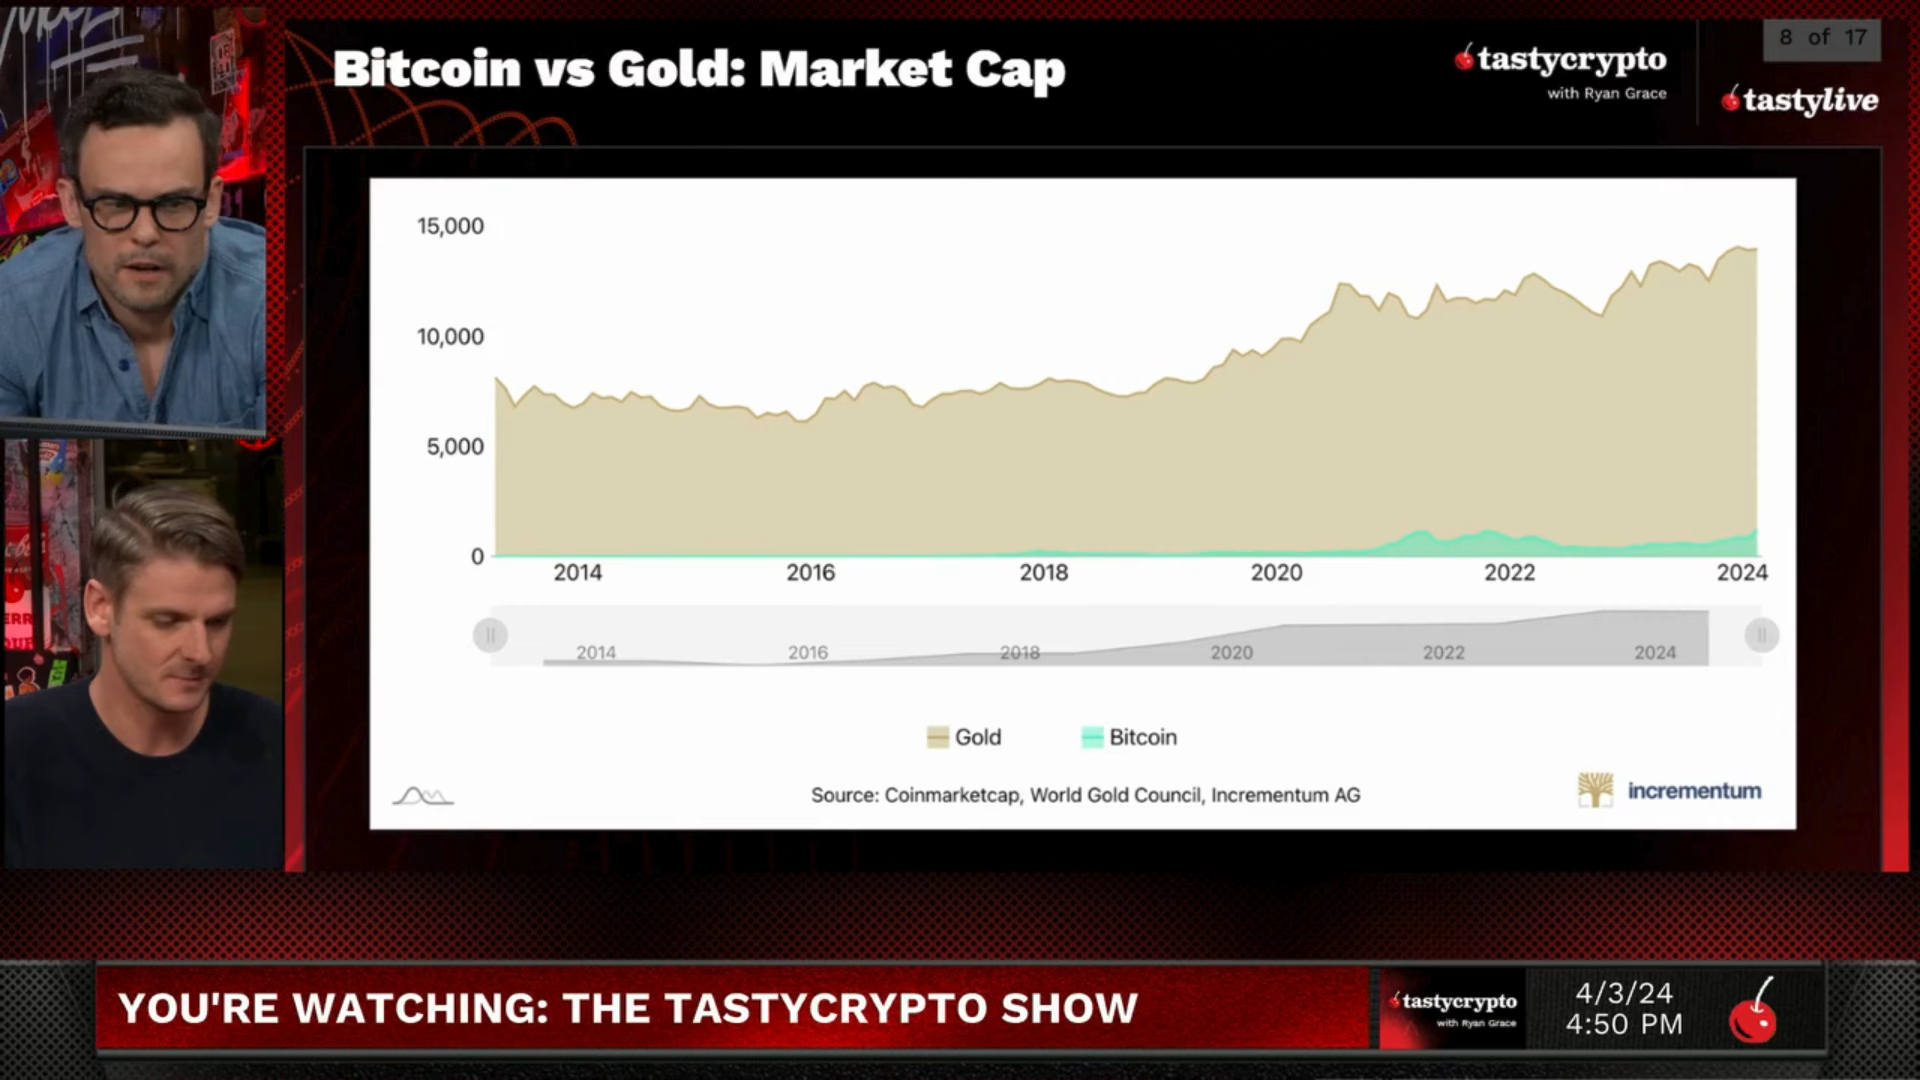 Bitcoin vs Gold: Market Cap
tastycrypto
with Ryan Grace
8 of 17
tastylive
15,000
10,000
5,000
0
2014 2016 2018 2020 2022 2024
2014 2016 2018 2020 2022 2024
Gold Bitcoin
Source: Coinmarketcap, World Gold Council, Incrementum AG
incrementum
YOU'RE WATCHING: THE TASTYCRYPTO SHOW
tastycrypto
with Ryan Grace
4/3/24
4:50 PM